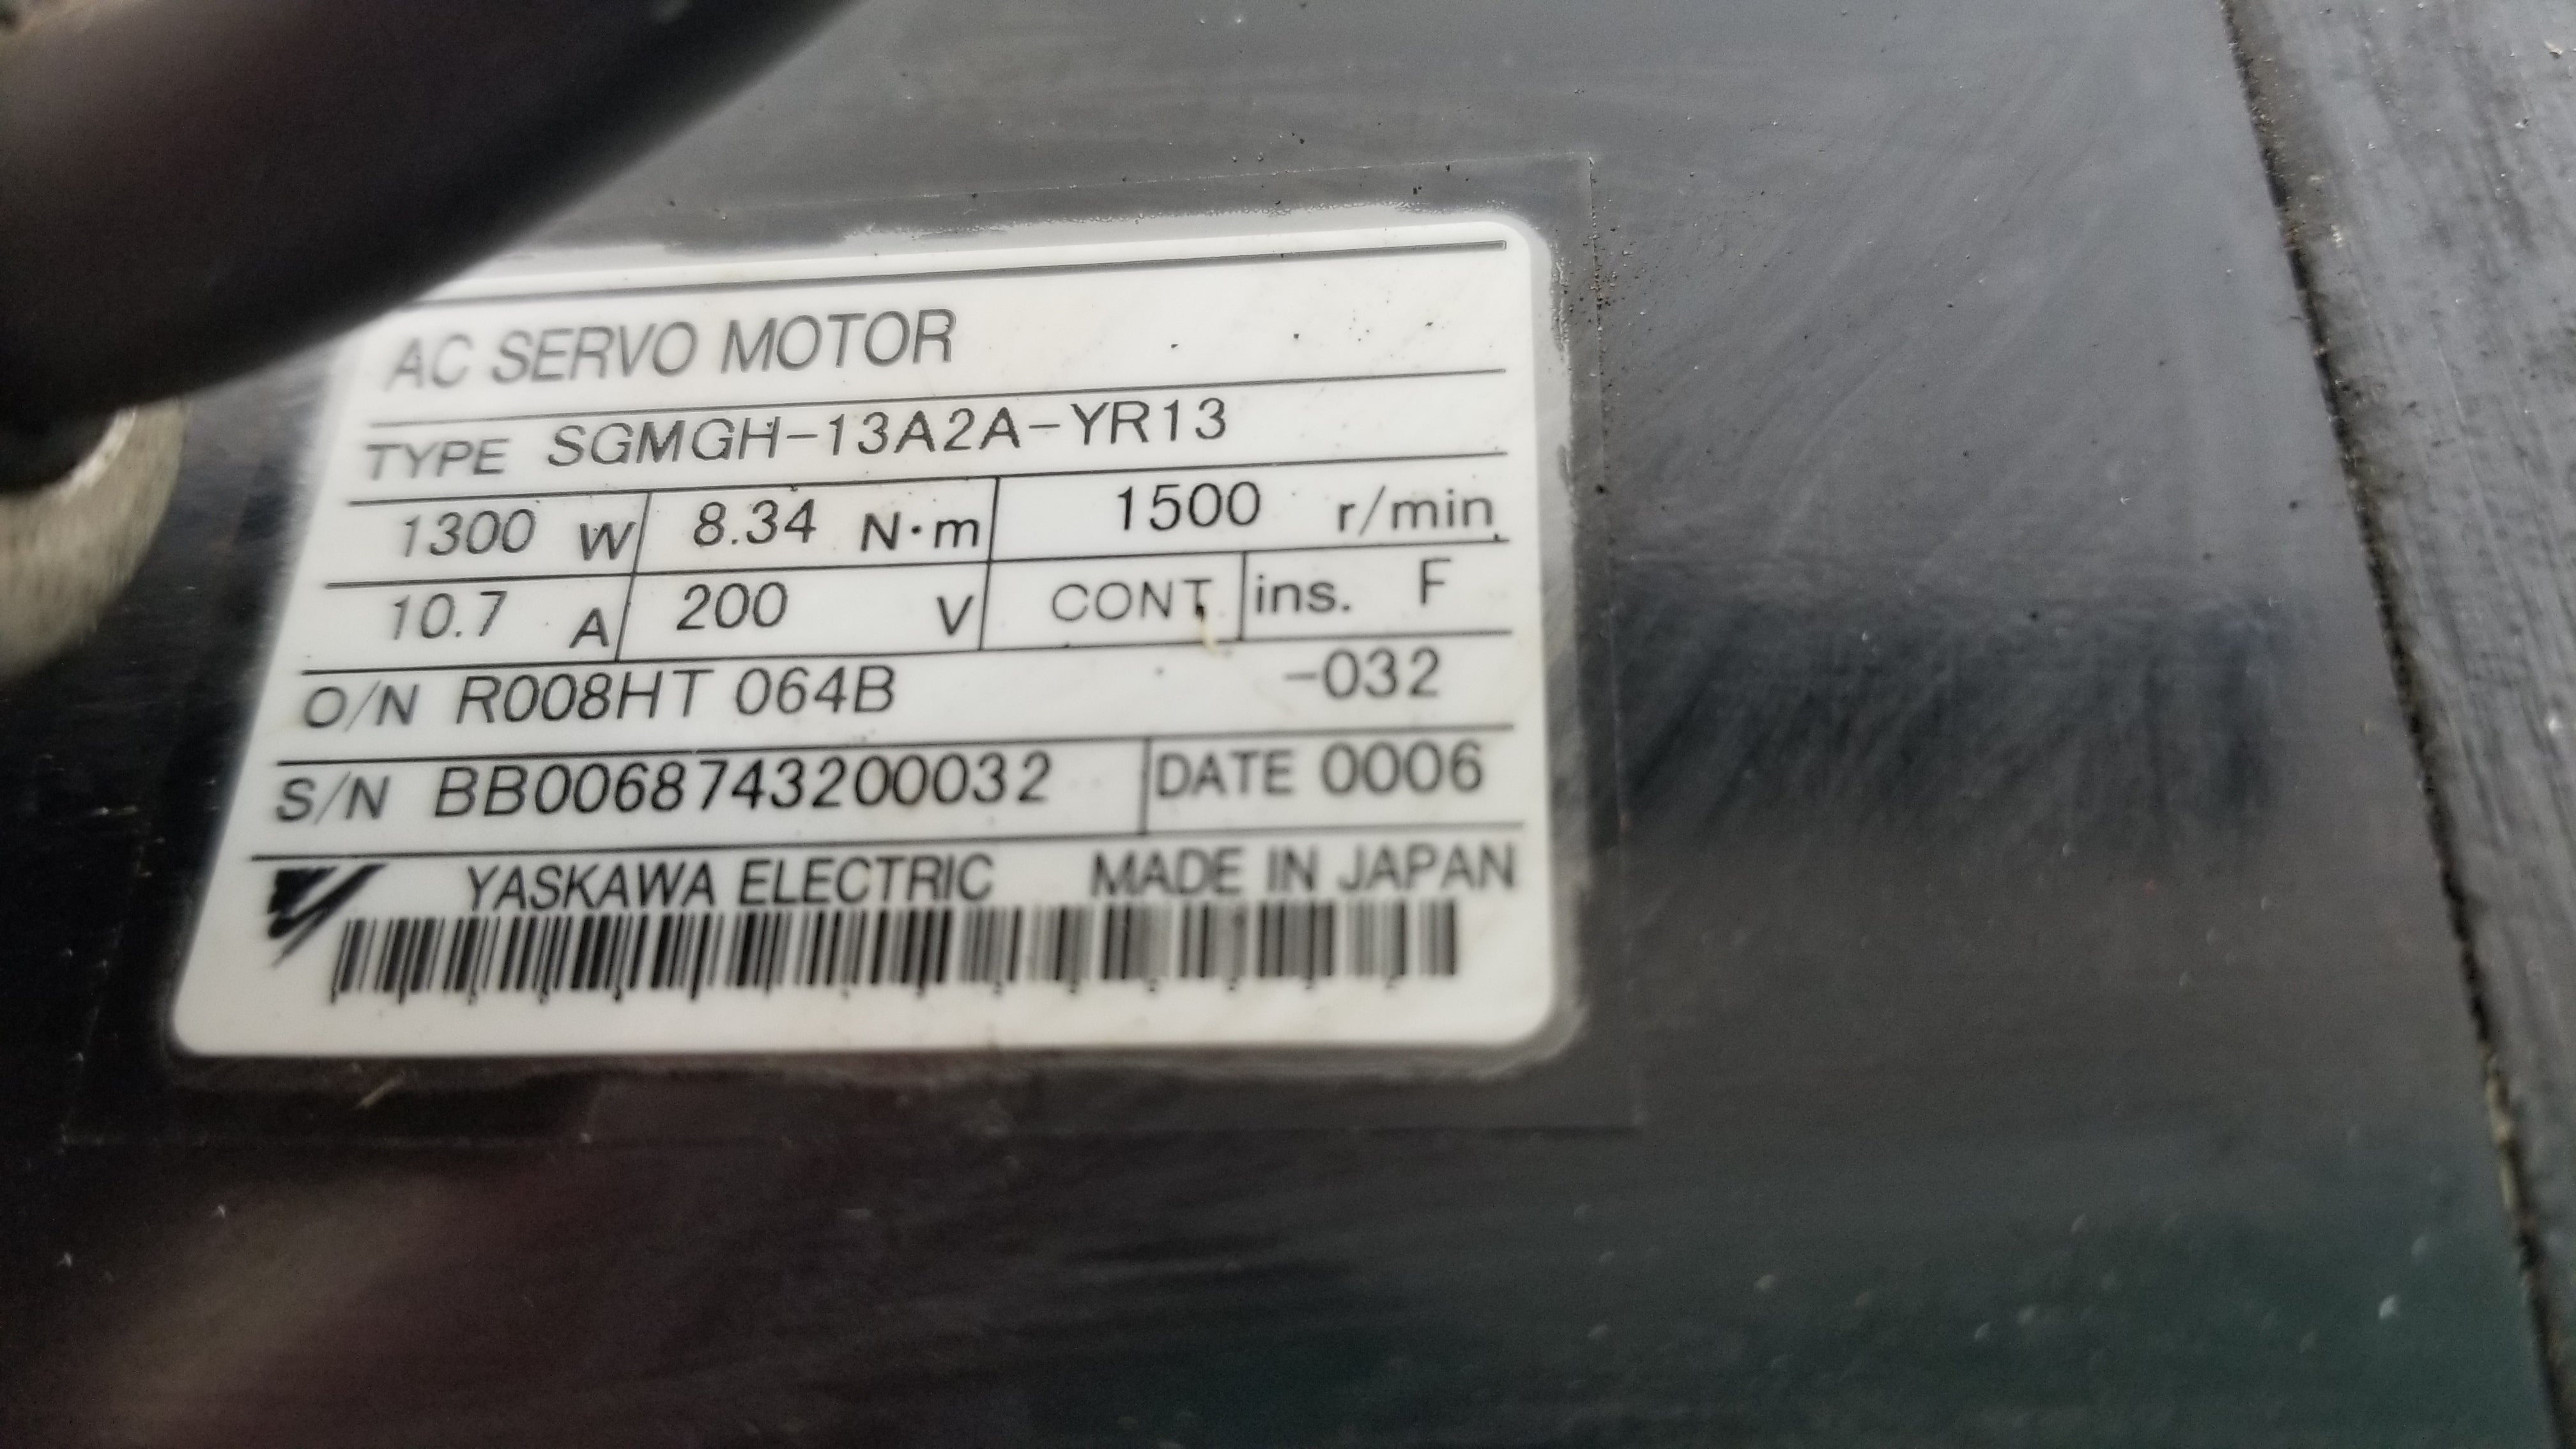 AC SERVO MOTOR
TYPE SGMGH-13A2A-YR13
1300 W 8.34 N·m 1500 r/min
10.7 A 200 V CONT ins. F
O/N R008HT 064B -032
S/N BB0068743200032 DATE 0006
YASKAWA ELECTRIC MADE IN JAPAN